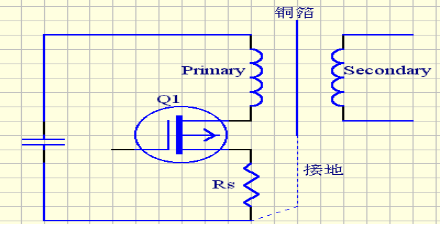 铜箔
Primary
Secondary
Q1
接地
Rs